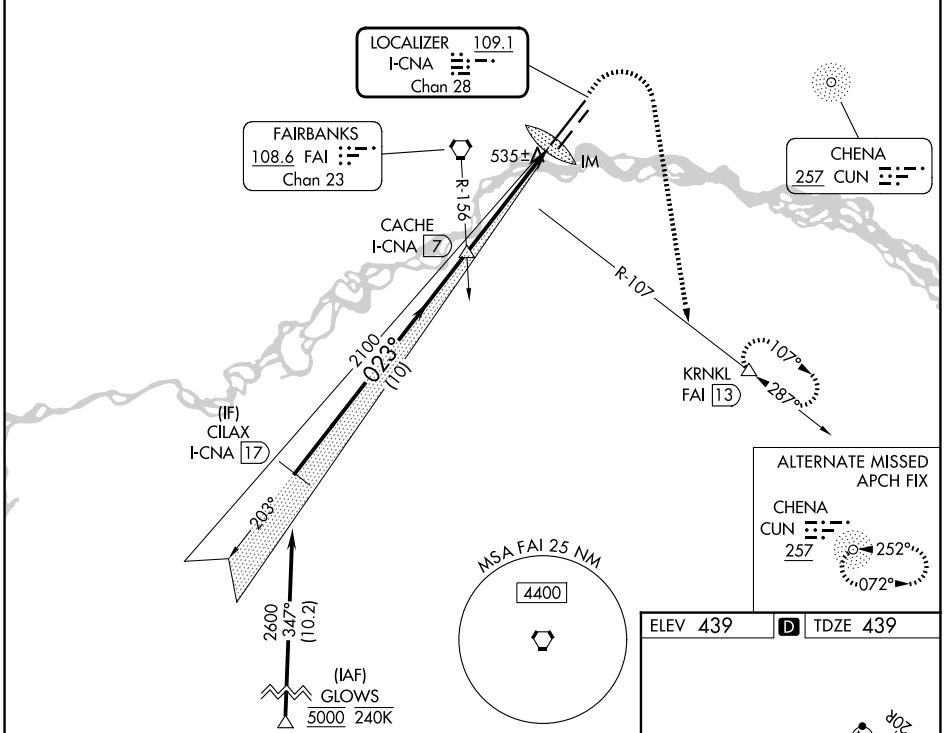 LOCALIZER 109.1
I-CNA
Chan 28
FAIRBANKS
108.6 FAI
Chan 23
CHENA
257 CUN
535±
IM
R-156
CACHE
I-CNA 7
R-107
2100
023°
(10)
KRNKL
FAI 13
107°
287°
(IF)
CILAX
I-CNA 17
203°
ALTERNATE MISSED
APCH FIX
CHENA
CUN
257
252°
072°
MSA FAI 25 NM
4400
2600
347°
(10.2)
(IAF)
GLOWS
5000 240K
ELEV 439 D TDZE 439
20R